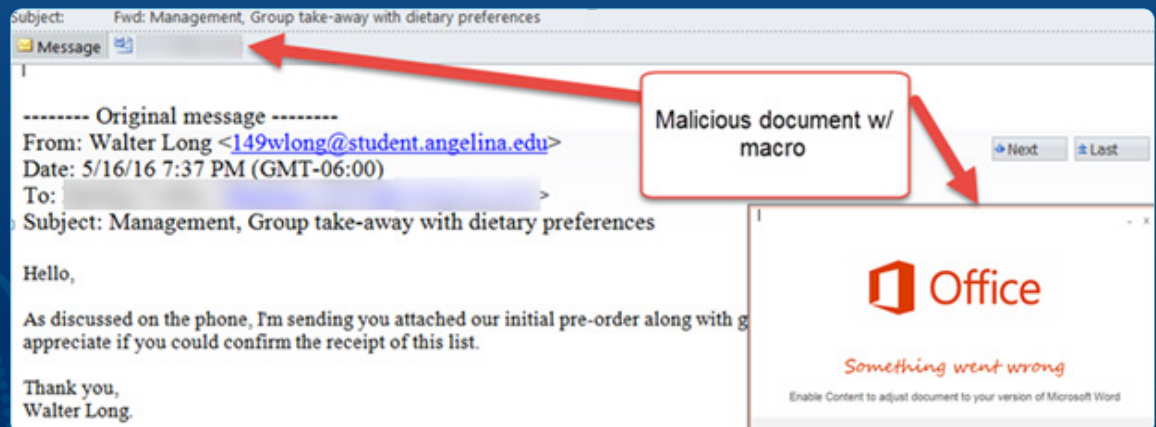 Subject: Fwd: Management, Group take-away with dietary preferences
Message
-------- Original message --------
From: Walter Long <149wlong@student.angelina.edu>
Date: 5/16/16 7:37 PM (GMT-06:00)
To: >
Subject: Management, Group take-away with dietary preferences
Hello,
As discussed on the phone, I'm sending you attached our initial pre-order along with g
appreciate if you could confirm the receipt of this list.
Thank you,
Walter Long.
Malicious document w/
macro
Next Last
Office
Something went wrong
Enable Content to adjust document to your version of Microsoft Word